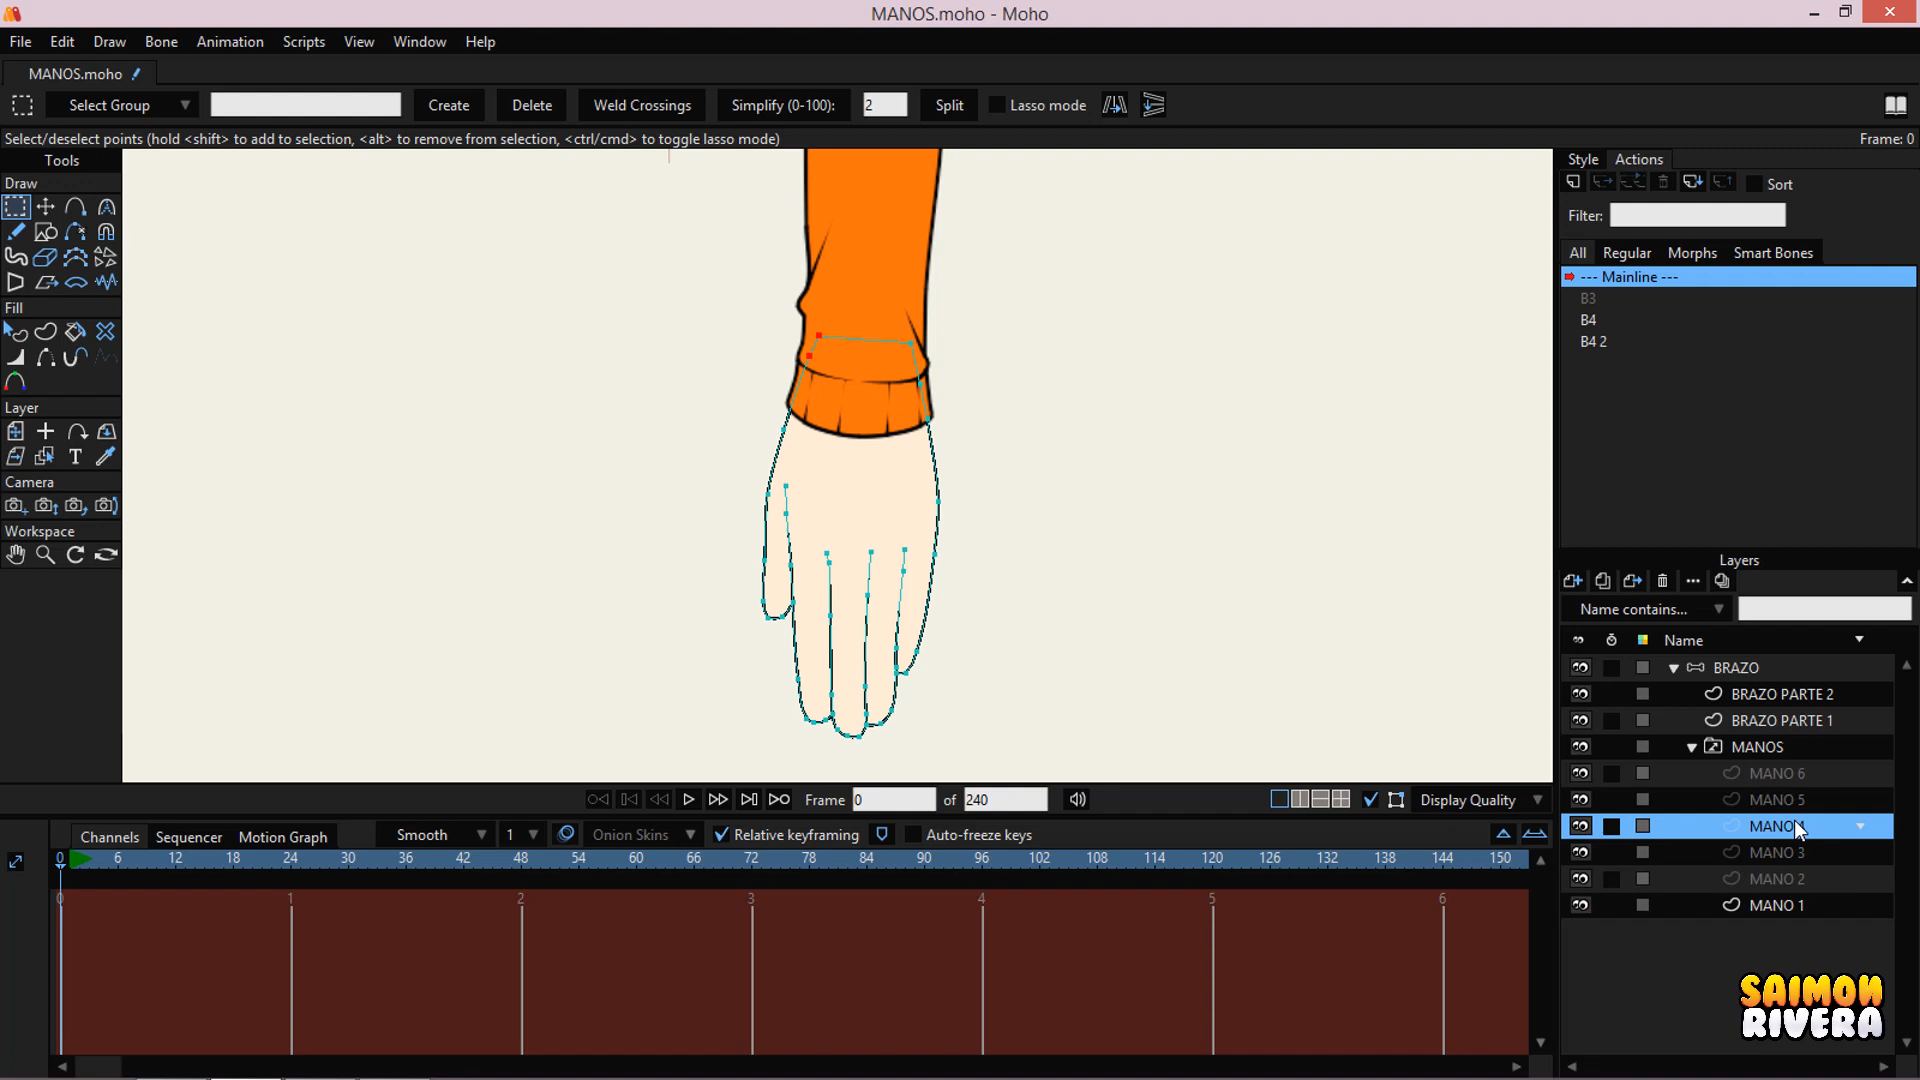 MANOS.moho - Moho
File Edit Draw Bone Animation Scripts View Window Help
MANOS.moho
Select Group Create Delete Weld Crossings Simplify (0-100): 2 Split Lasso mode
Select/deselect points (hold <shift> to add to selection, <alt> to remove from selection, <ctrl/cmd> to toggle lasso mode) Frame: 0
Tools
Draw
Fill
Layer
Camera
Workspace
Style Actions
Sort
Filter:
All Regular Morphs Smart Bones
--- Mainline ---
B3
B4
B4 2
Layers
Name contains...
Name
BRAZO
BRAZO PARTE 2
BRAZO PARTE 1
MANOS
MANO 6
MANO 5
MANO 4
MANO 3
MANO 2
MANO 1
Frame 0 of 240 Display Quality
Channels Sequencer Motion Graph Smooth 1 Onion Skins Relative keyframing Auto-freeze keys
0 6 12 18 24 30 36 42 48 54 60 66 72 78 84 90 96 102 108 114 120 126 132 138 144 150
0 1 2 3 4 5 6
SAIMON
RIVERA